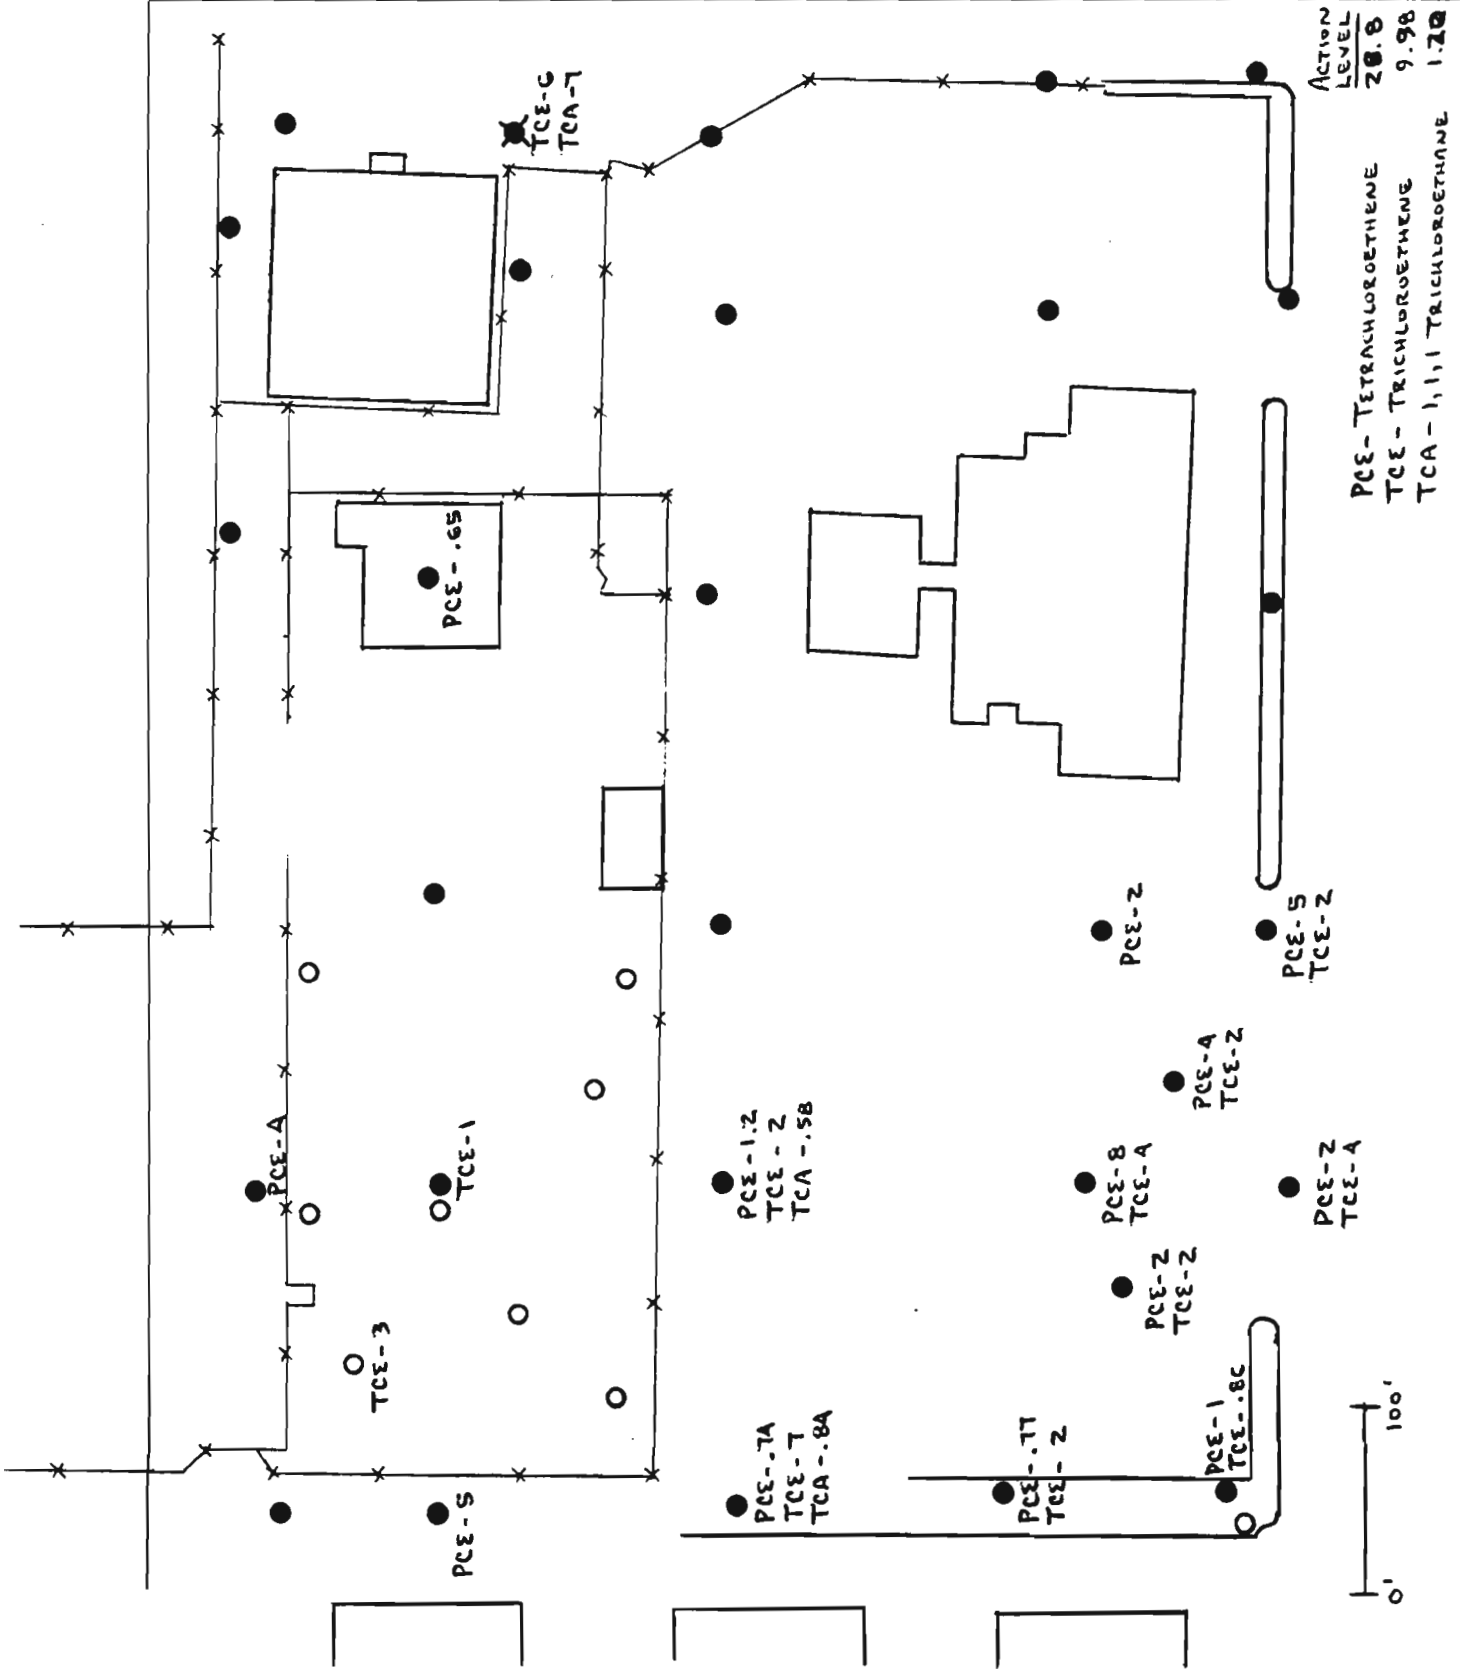 PCE-4
TCE-3
PCE-5
TCE-1
PCE-.65
TCE-6
TCA-7
PCE-.74
TCE-7
TCA-.84
PCE-1.2
TCE-2
TCA-.58
PCE-.77
TCE-2
PCE-8
TCE-4
PCE-2
PCE-2
TCE-2
PCE-4
TCE-2
PCE-1
TCE-.86
PCE-2
TCE-4
PCE-5
TCE-2
ACTION
LEVEL
PCE- TETRACHLOROETHENE 28.8
TCE- TRICHLOROETHENE 9.98
TCA-1,1,1 TRICHLOROETHANE
0' 100'